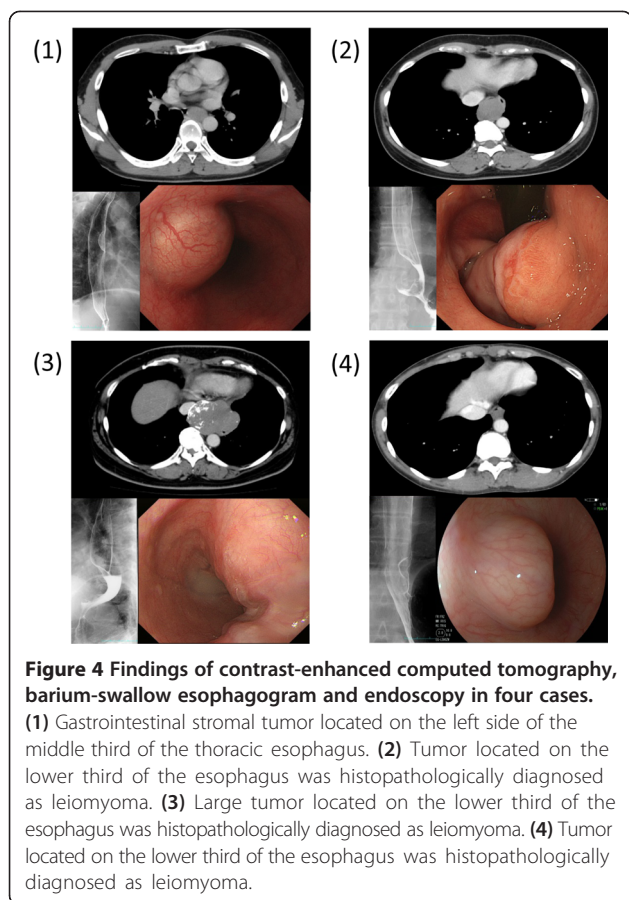 (1)
(2)
(3)
(4)
Figure 4 Findings of contrast-enhanced computed tomography,
barium-swallow esophagogram and endoscopy in four cases.
(1) Gastrointestinal stromal tumor located on the left side of the
middle third of the thoracic esophagus. (2) Tumor located on the
lower third of the esophagus was histopathologically diagnosed
as leiomyoma. (3) Large tumor located on the lower third of the
esophagus was histopathologically diagnosed as leiomyoma. (4) Tumor
located on the lower third of the esophagus was histopathologically
diagnosed as leiomyoma.